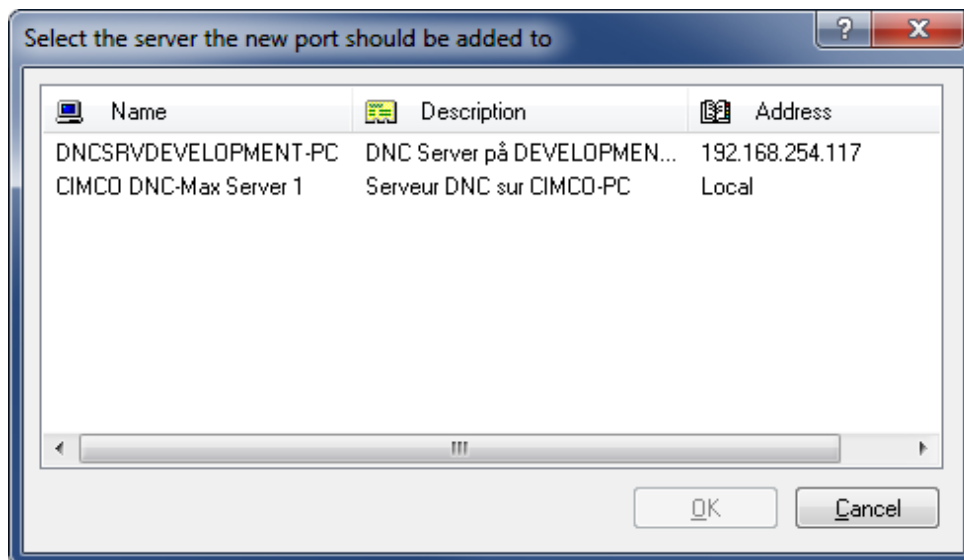 Select the server the new port should be added to
Name Description Address
DNCSRVDEVELOPMENT-PC DNC Server på DEVELOPMEN... 192.168.254.117
CIMCO DNC-Max Server 1 Serveur DNC sur CIMCO-PC Local
OK Cancel